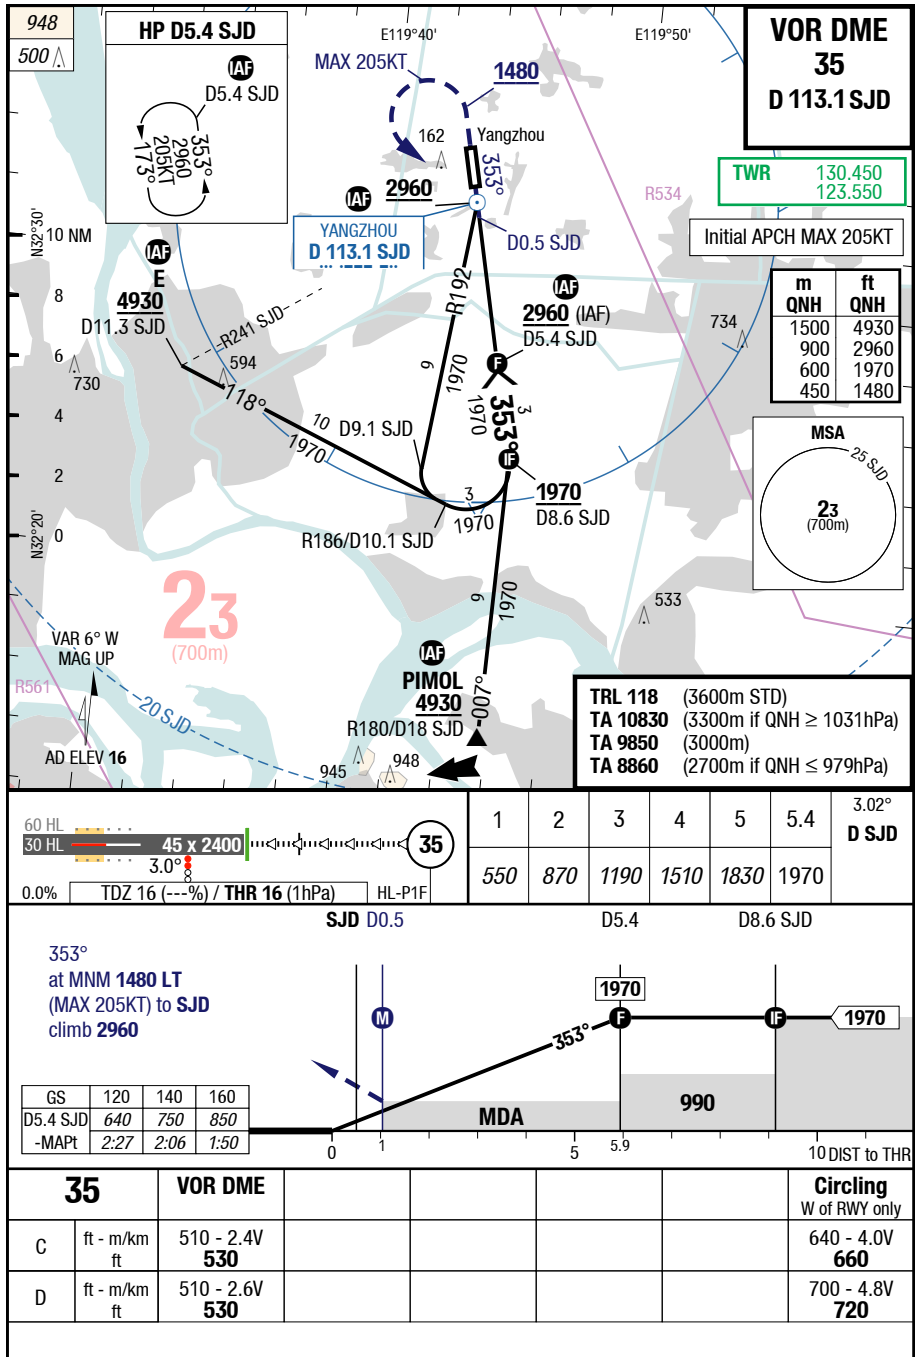 948
500
HP D5.4 SJD
IAF
D5.4 SJD
353°
2960
205KT
173°
E119°40'
E119°50'
MAX 205KT
1480
VOR DME
35
D 113.1 SJD
TWR 130.450
123.550
Initial APCH MAX 205KT
162
Yangzhou
353°
R534
IAF
2960
YANGZHOU
D 113.1 SJD
D0.5 SJD
N32°30'
10 NM
8
6
4
2
0
N32°20'
IAF
E
4930
D11.3 SJD
R241 SJD
R192
9
1970
IAF
2960 (IAF)
D5.4 SJD
F
m ft
QNH QNH
1500 4930
900 2960
600 1970
450 1480
734
730
594
118°
10
1970
D9.1 SJD
3
1970
353°
IF
1970
D8.6 SJD
3
1970
R186/D10.1 SJD
MSA
25 SJD
23
(700m)
23
(700m)
9
1970
533
VAR 6° W
MAG UP
R561
20 SJD
AD ELEV 16
IAF
PIMOL
4930
R180/D18 SJD
007°
945
948
TRL 118 (3600m STD)
TA 10830 (3300m if QNH ≥ 1031hPa)
TA 9850 (3000m)
TA 8860 (2700m if QNH ≤ 979hPa)
60 HL
30 HL
45 x 2400
35
3.0°
0.0%
TDZ 16 (---%) / THR 16 (1hPa)
HL-P1F
1 2 3 4 5 5.4 3.02°
D SJD
550 870 1190 1510 1830 1970
SJD D0.5 D5.4 D8.6 SJD
353°
at MNM 1480 LT
(MAX 205KT) to SJD
climb 2960
M
1970
F
IF
1970
353°
MDA
990
GS 120 140 160
D5.4 SJD 640 750 850
-MAPt 2:27 2:06 1:50
0 1 5 5.9 10 DIST to THR
35 VOR DME Circling
W of RWY only
C ft - m/km 510 - 2.4V 640 - 4.0V
ft 530 660
D ft - m/km 510 - 2.6V 700 - 4.8V
ft 530 720